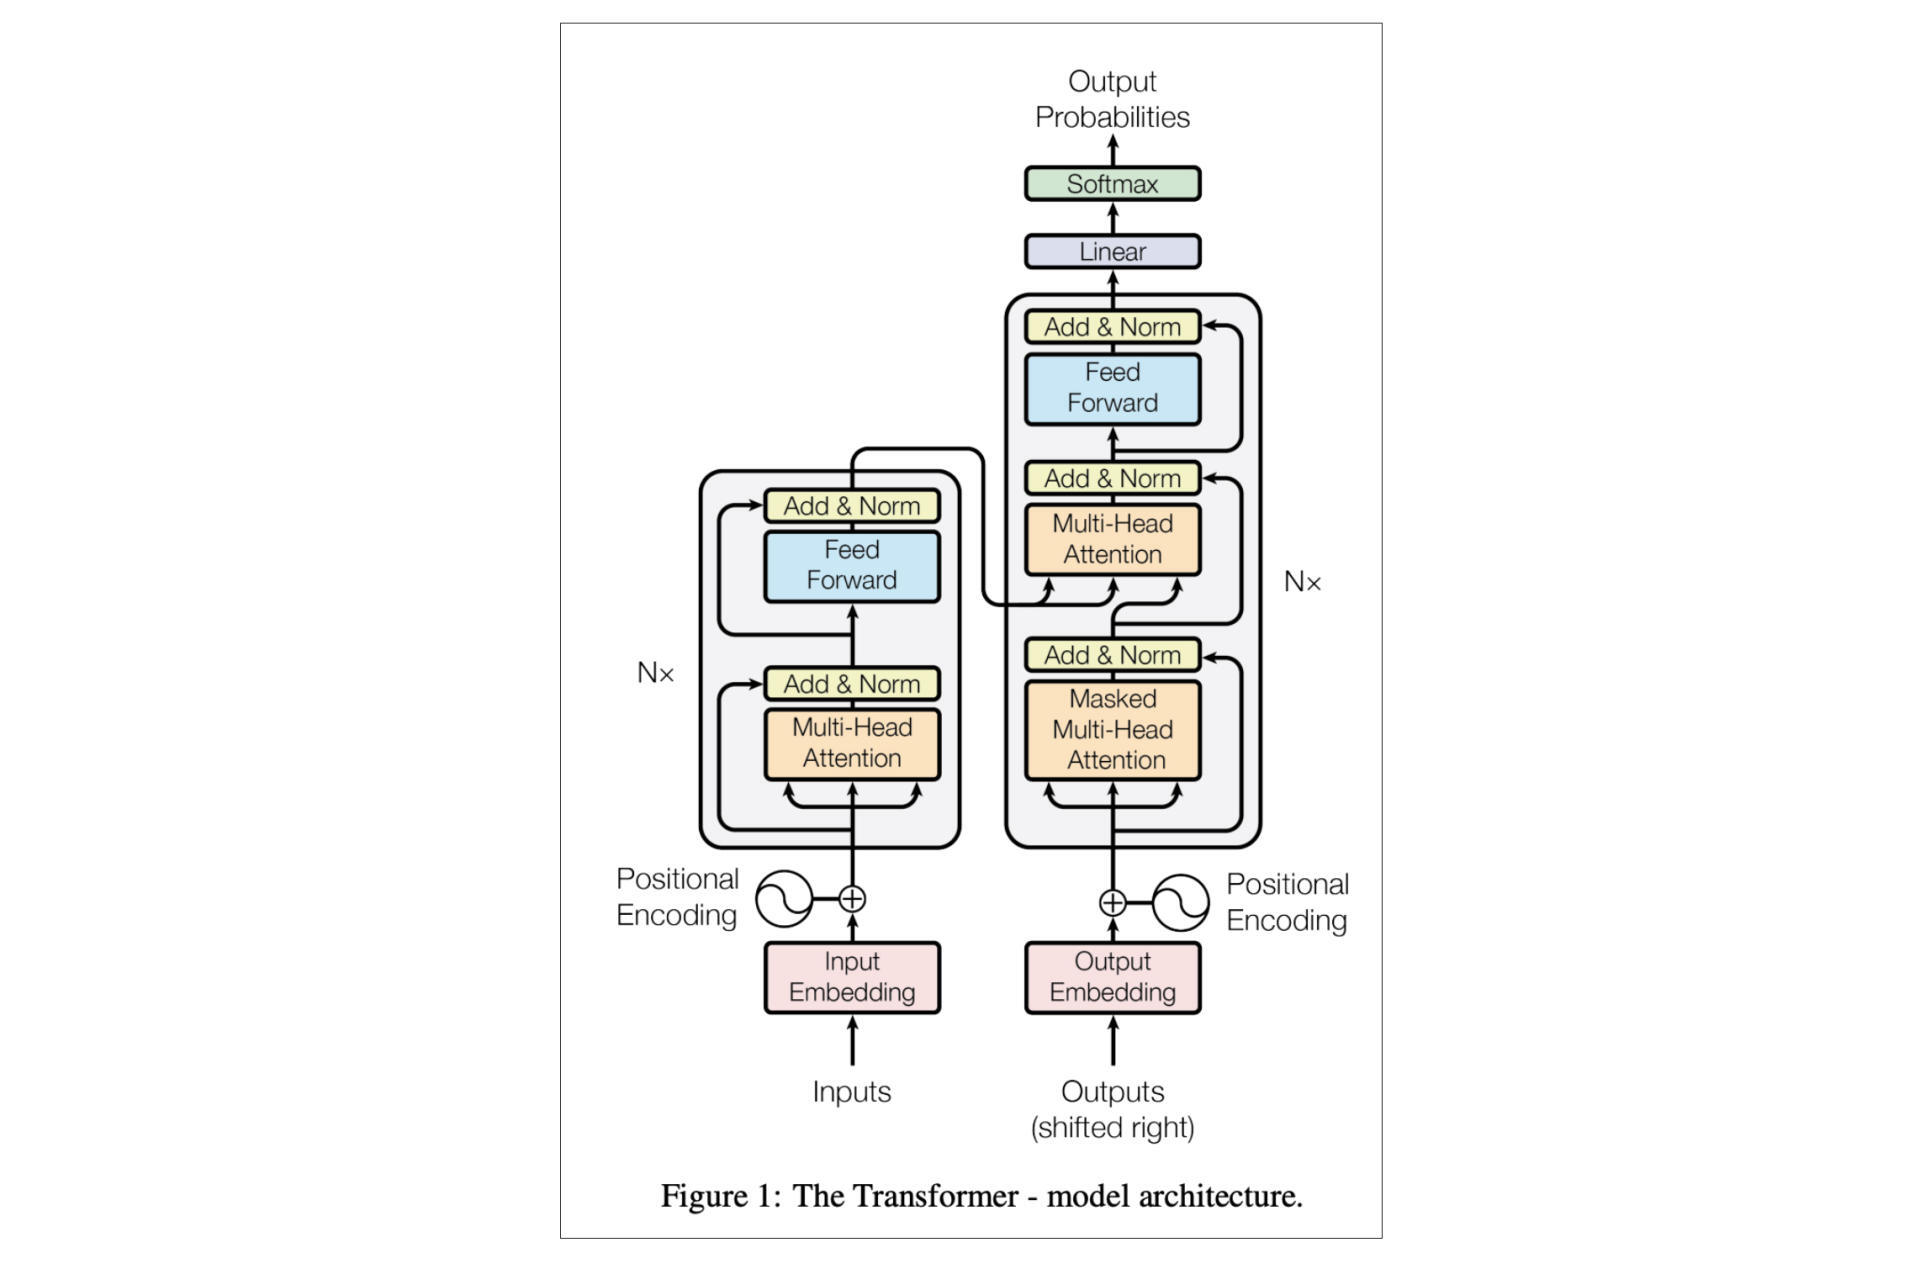 Output
Probabilities
Softmax
Linear
Add & Norm
Feed
Forward
Add & Norm
Multi-Head
Attention
Nx
Add & Norm
Masked
Multi-Head
Attention
Add & Norm
Feed
Forward
Nx
Add & Norm
Multi-Head
Attention
Positional
Encoding
Positional
Encoding
Input
Embedding
Output
Embedding
Inputs
Outputs
(shifted right)
Figure 1: The Transformer - model architecture.